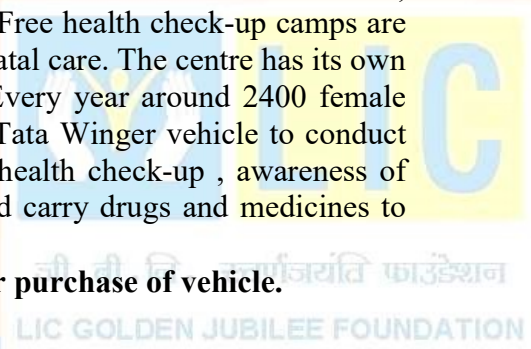 Free health check-up camps are
atal care. The centre has its own
Every year around 2400 female
Tata Winger vehicle to conduct
health check-up , awareness of
d carry drugs and medicines to
r purchase of vehicle.
LIC
फाउंडेशन
LIC GOLDEN JUBILEE FOUNDATION